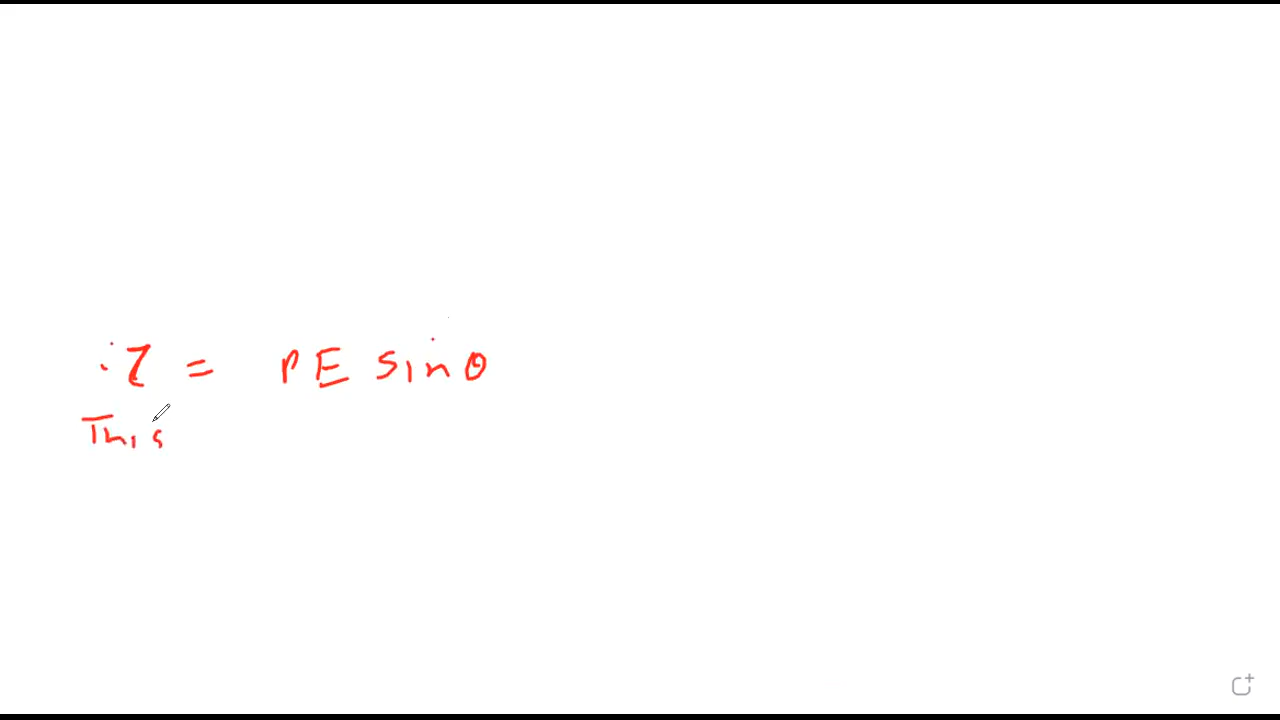 ∴ τ = PE sinθ
This